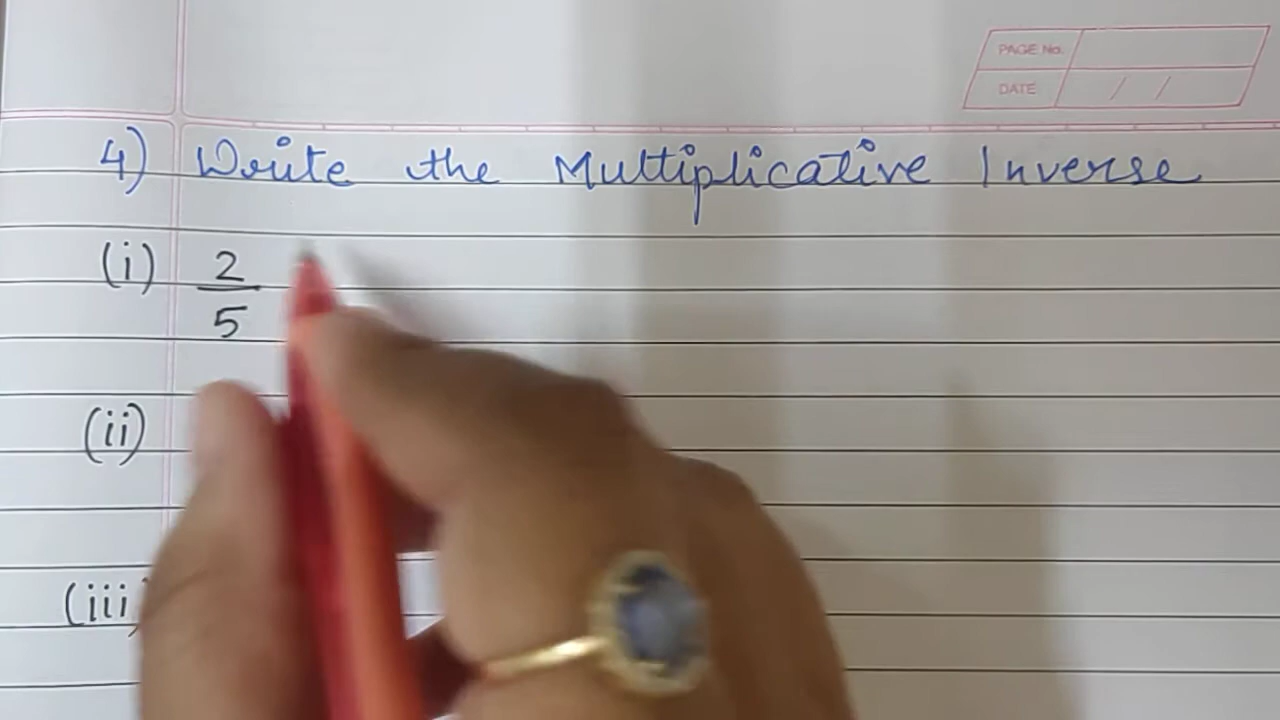 PAGE No.
DATE / /
4) Write the Multiplicative Inverse
(i) 2
5
(ii)
(iii)